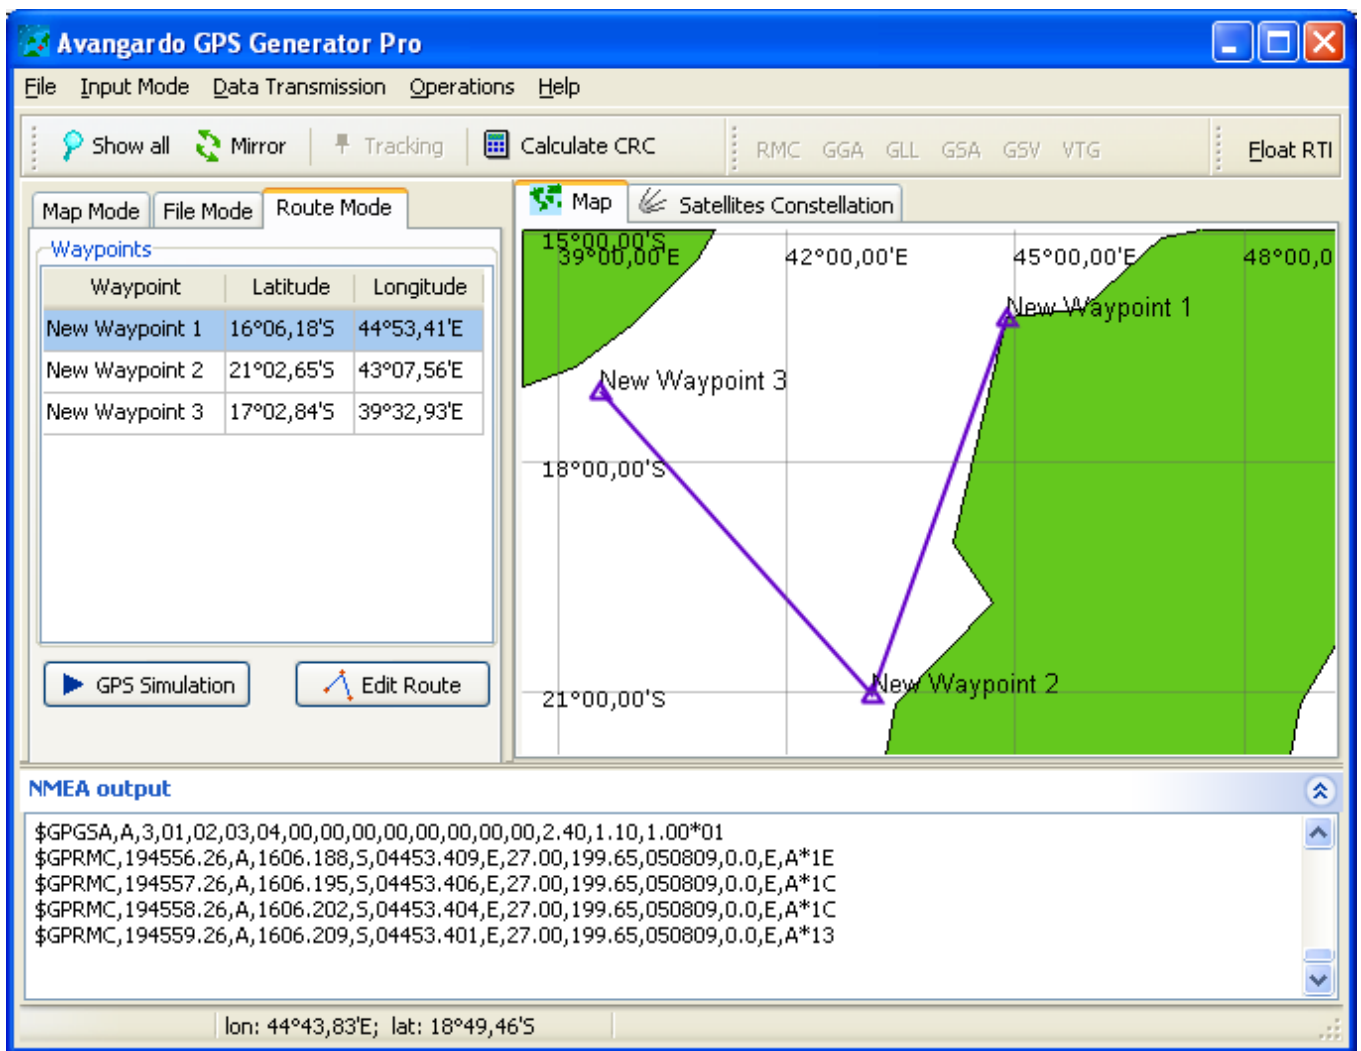 Avangardo GPS Generator Pro
File Input Mode Data Transmission Operations Help
Show all Mirror Tracking Calculate CRC RMC GGA GLL GSA GSV VTG Float RTI
Map Mode File Mode Route Mode
Waypoints
Waypoint Latitude Longitude
New Waypoint 1 16°06,18'S 44°53,41'E
New Waypoint 2 21°02,65'S 43°07,56'E
New Waypoint 3 17°02,84'S 39°32,93'E
GPS Simulation Edit Route
Map Satellites Constellation
15°00,00'S
39°00,00'E 42°00,00'E 45°00,00'E 48°00,0
New Waypoint 1
New Waypoint 3
18°00,00'S
New Waypoint 2
21°00,00'S
NMEA output
$GPGSA,A,3,01,02,03,04,00,00,00,00,00,00,00,00,2.40,1.10,1.00*01
$GPRMC,194556.26,A,1606.188,S,04453.409,E,27.00,199.65,050809,0.0,E,A*1E
$GPRMC,194557.26,A,1606.195,S,04453.406,E,27.00,199.65,050809,0.0,E,A*1C
$GPRMC,194558.26,A,1606.202,S,04453.404,E,27.00,199.65,050809,0.0,E,A*1C
$GPRMC,194559.26,A,1606.209,S,04453.401,E,27.00,199.65,050809,0.0,E,A*13
lon: 44°43,83'E; lat: 18°49,46'S